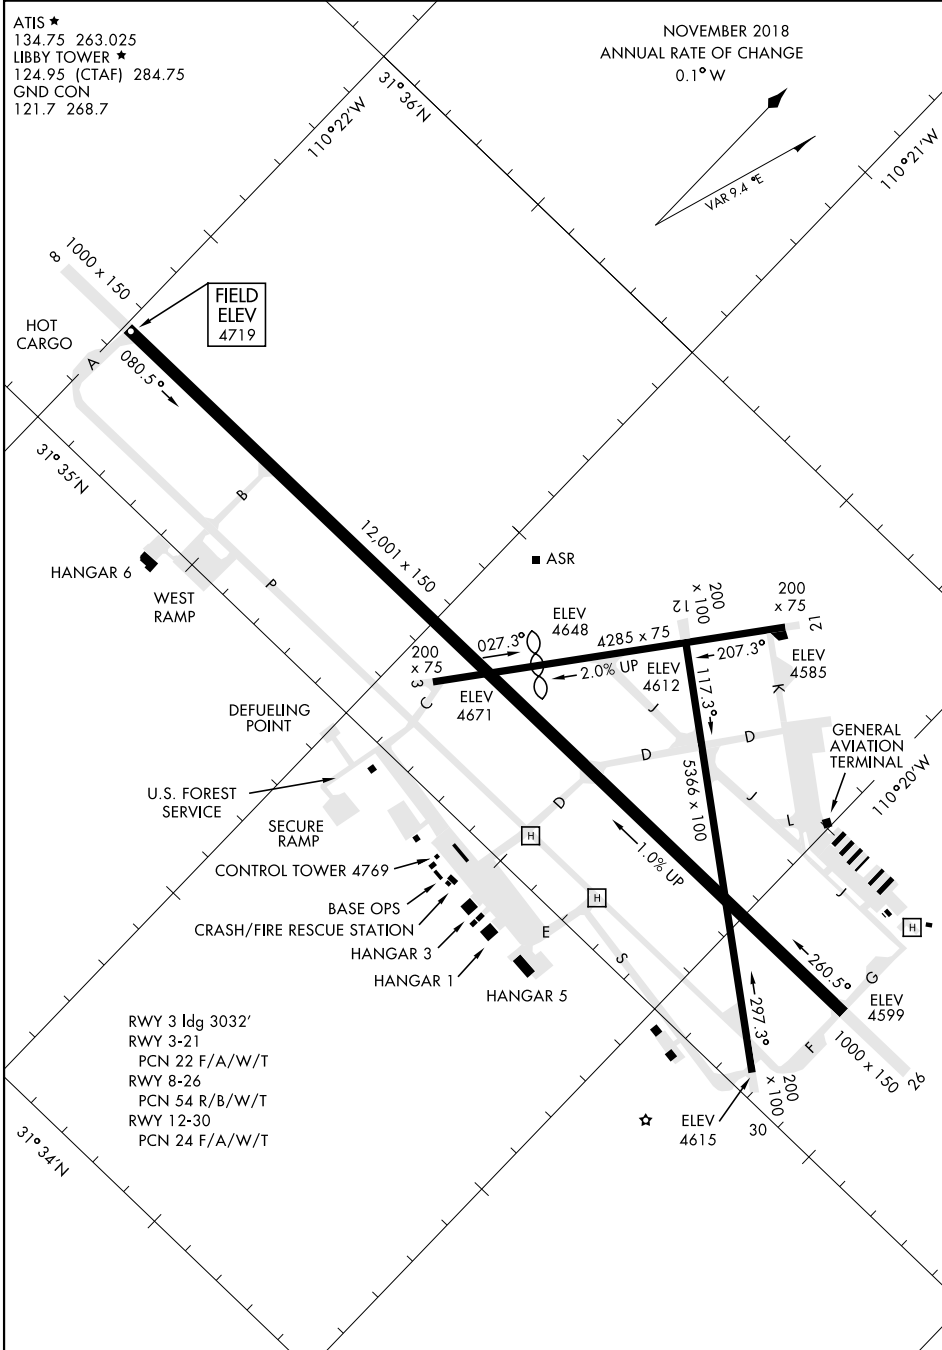 ATIS ★
134.75 263.025
LIBBY TOWER ★
124.95 (CTAF) 284.75
GND CON
121.7 268.7
NOVEMBER 2018
ANNUAL RATE OF CHANGE
0.1° W
VAR 9.4 °E
31° 36'N
110° 22'W
110° 21'W
8
1000 x 150
FIELD
ELEV
4719
HOT
CARGO
A
080.5°
31° 35'N
B
12,001 x 150
P
HANGAR 6
WEST
RAMP
ASR
ELEV
4648
027.3°
4285 x 75
2.0% UP
200
x 75
3
C
ELEV
4671
200
x 100
12
200
x 75
21
207.3°
ELEV
4612
ELEV
4585
117.3°
J
K
D
D
D
J
L
J
5366 x 100
GENERAL
AVIATION
TERMINAL
110° 20'W
DEFUELING
POINT
U.S. FOREST
SERVICE
SECURE
RAMP
CONTROL TOWER 4769
BASE OPS
CRASH/FIRE RESCUE STATION
HANGAR 3
HANGAR 1
HANGAR 5
H
H
H
1.0% UP
E
S
260.5°
G
ELEV
4599
297.3°
F
1000 x 150
26
200
x 100
30
ELEV
4615
RWY 3 ldg 3032'
RWY 3-21
PCN 22 F/A/W/T
RWY 8-26
PCN 54 R/B/W/T
RWY 12-30
PCN 24 F/A/W/T
31° 34'N